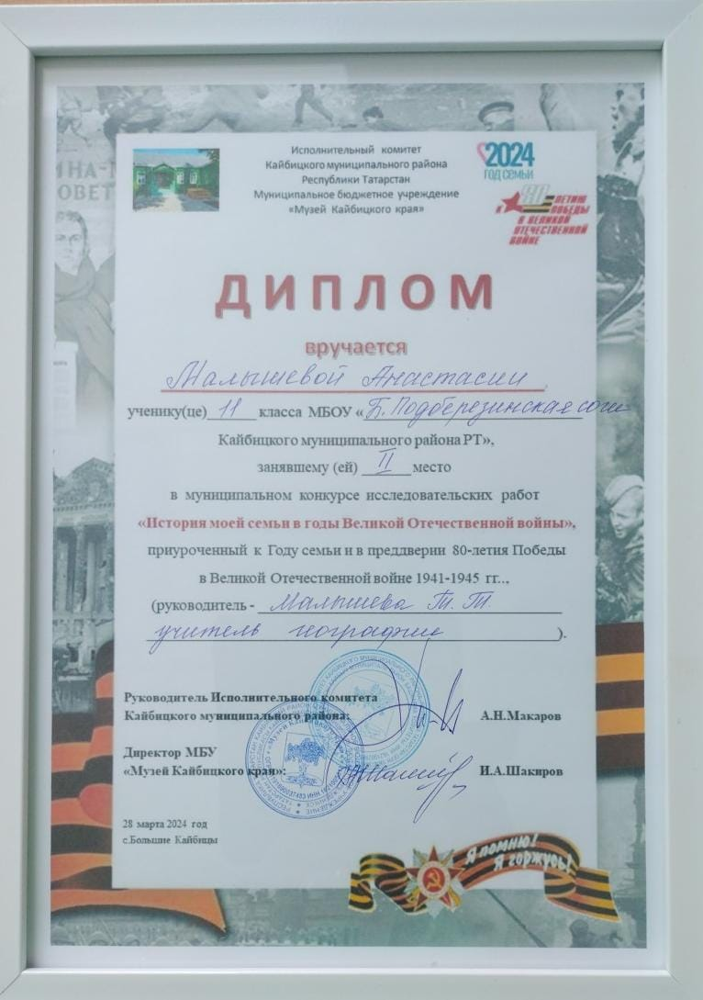 Исполнительный комитет
Кайбицкого муниципального района
Республики Татарстан
Муниципальное бюджетное учреждение
«Музей Кайбицкого края»
2024
ГОД СЕМЬИ
К 80-ЛЕТИЮ
ПОБЕДЫ
В ВЕЛИКОЙ
ОТЕЧЕСТВЕННОЙ
ВОЙНЕ
ДИПЛОМ
вручается
Малышевой Анастасии
ученику(це) 11 класса МБОУ «Б. Подберезинская сош
Кайбицкого муниципального района РТ»,
занявшему (ей) II место
в муниципальном конкурсе исследовательских работ
«История моей семьи в годы Великой Отечественной войны»,
приуроченный к Году семьи и в преддверии 80-летия Победы
в Великой Отечественной войне 1941-1945 гг..,
(руководитель - Малышева Т. Т.
учитель географии ).
Руководитель Исполнительного комитета
Кайбицкого муниципального района: А.Н.Макаров
Директор МБУ
«Музей Кайбицкого края»: И.А.Шакиров
28 марта 2024 год
с.Большие Кайбицы
Я помню!
Я горжусь!